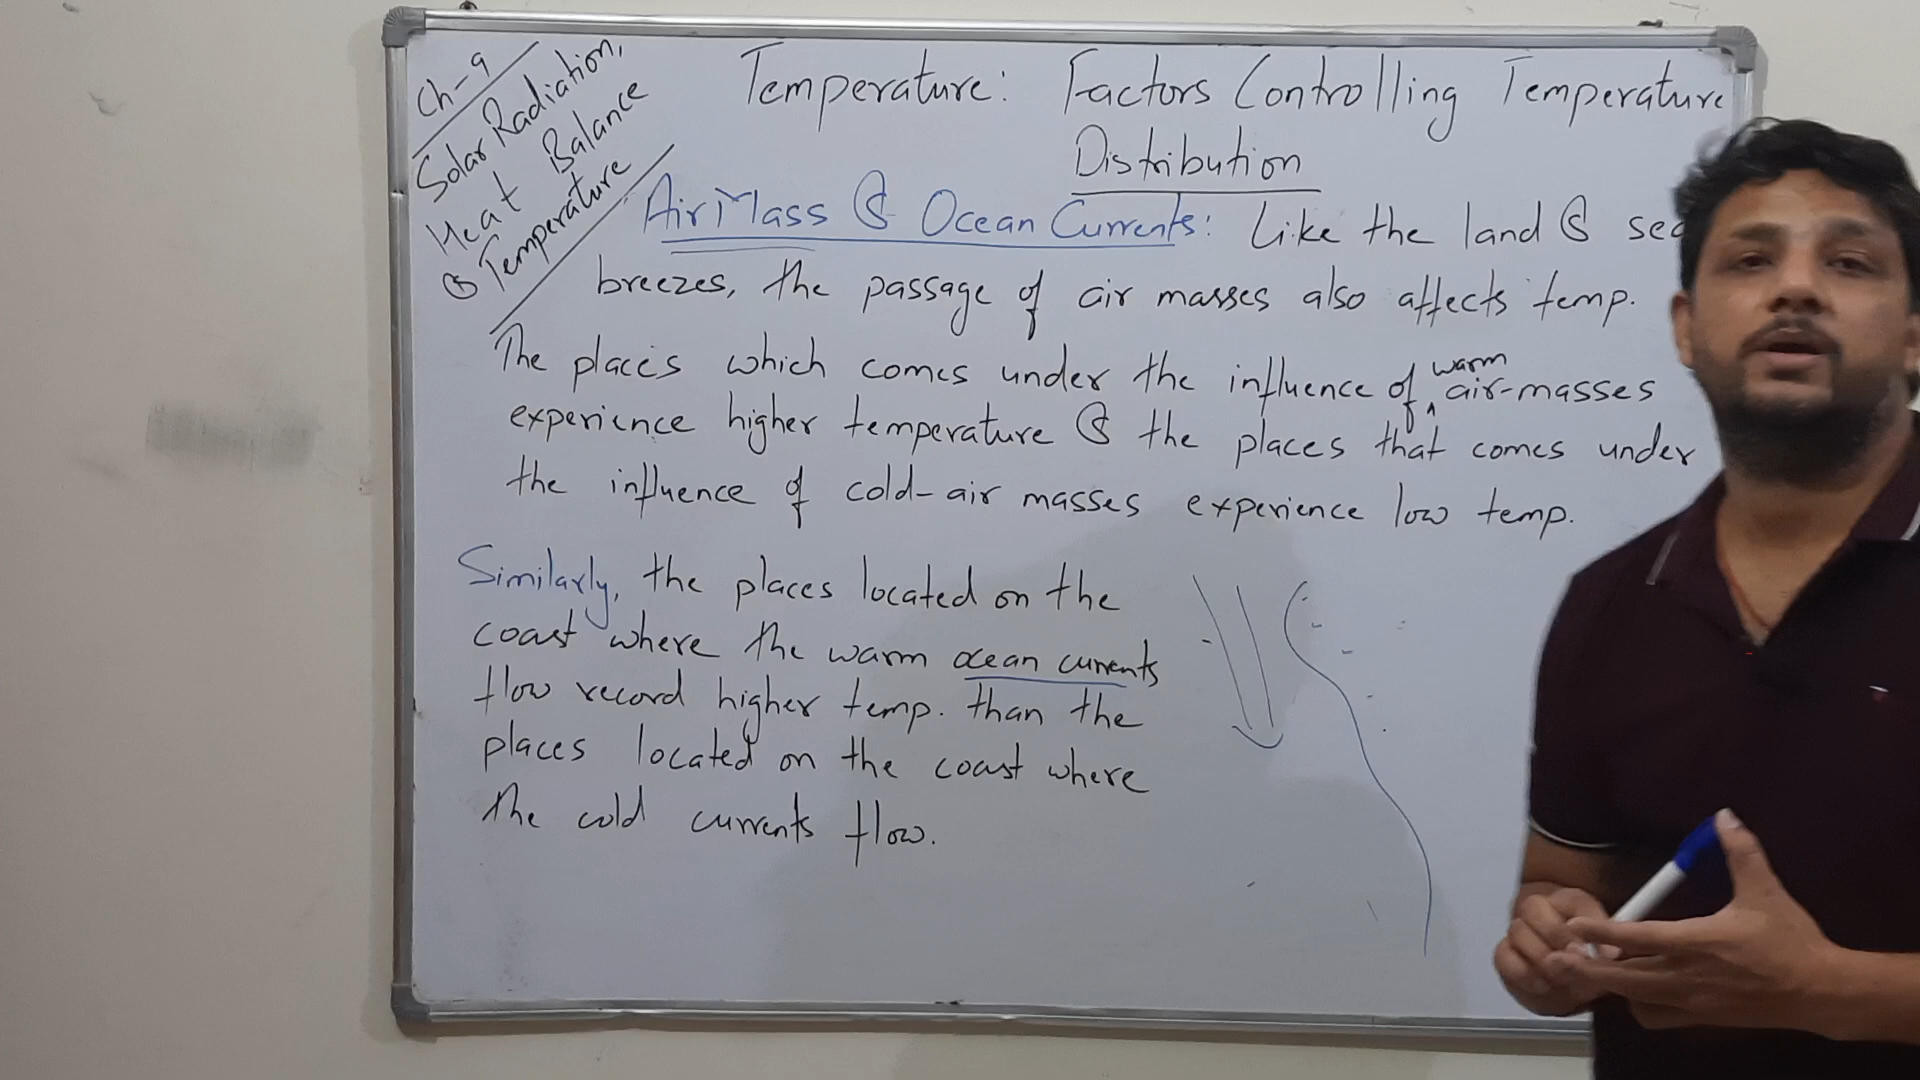 Ch-9
Solar Radiation,
Heat Balance
& Temperature
Temperature: Factors Controlling Temperature
Distribution
Air Mass & Ocean Currents: Like the land & sea
breezes, the passage of air masses also affects temp.
The places which comes under the influence of warm air-masses
experience higher temperature & the places that comes under
the influence of cold-air masses experience low temp.
Similarly, the places located on the
coast where the warm ocean currents
flow record higher temp. than the
places located on the coast where
the cold currents flow.